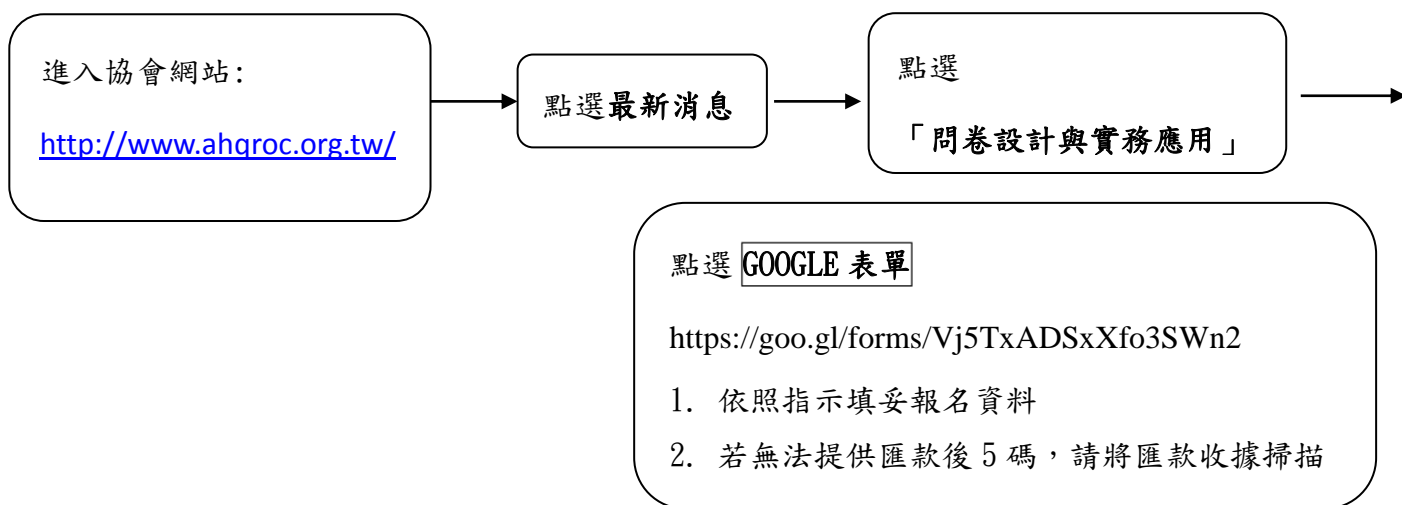 進入協會網站:
http://www.ahqroc.org.tw/
點選最新消息
點選
「問卷設計與實務應用」
點選 GOOGLE 表單
https://goo.gl/forms/Vj5TxADSxXfo3SWn2
1. 依照指示填妥報名資料
2. 若無法提供匯款後 5 碼，請將匯款收據掃描